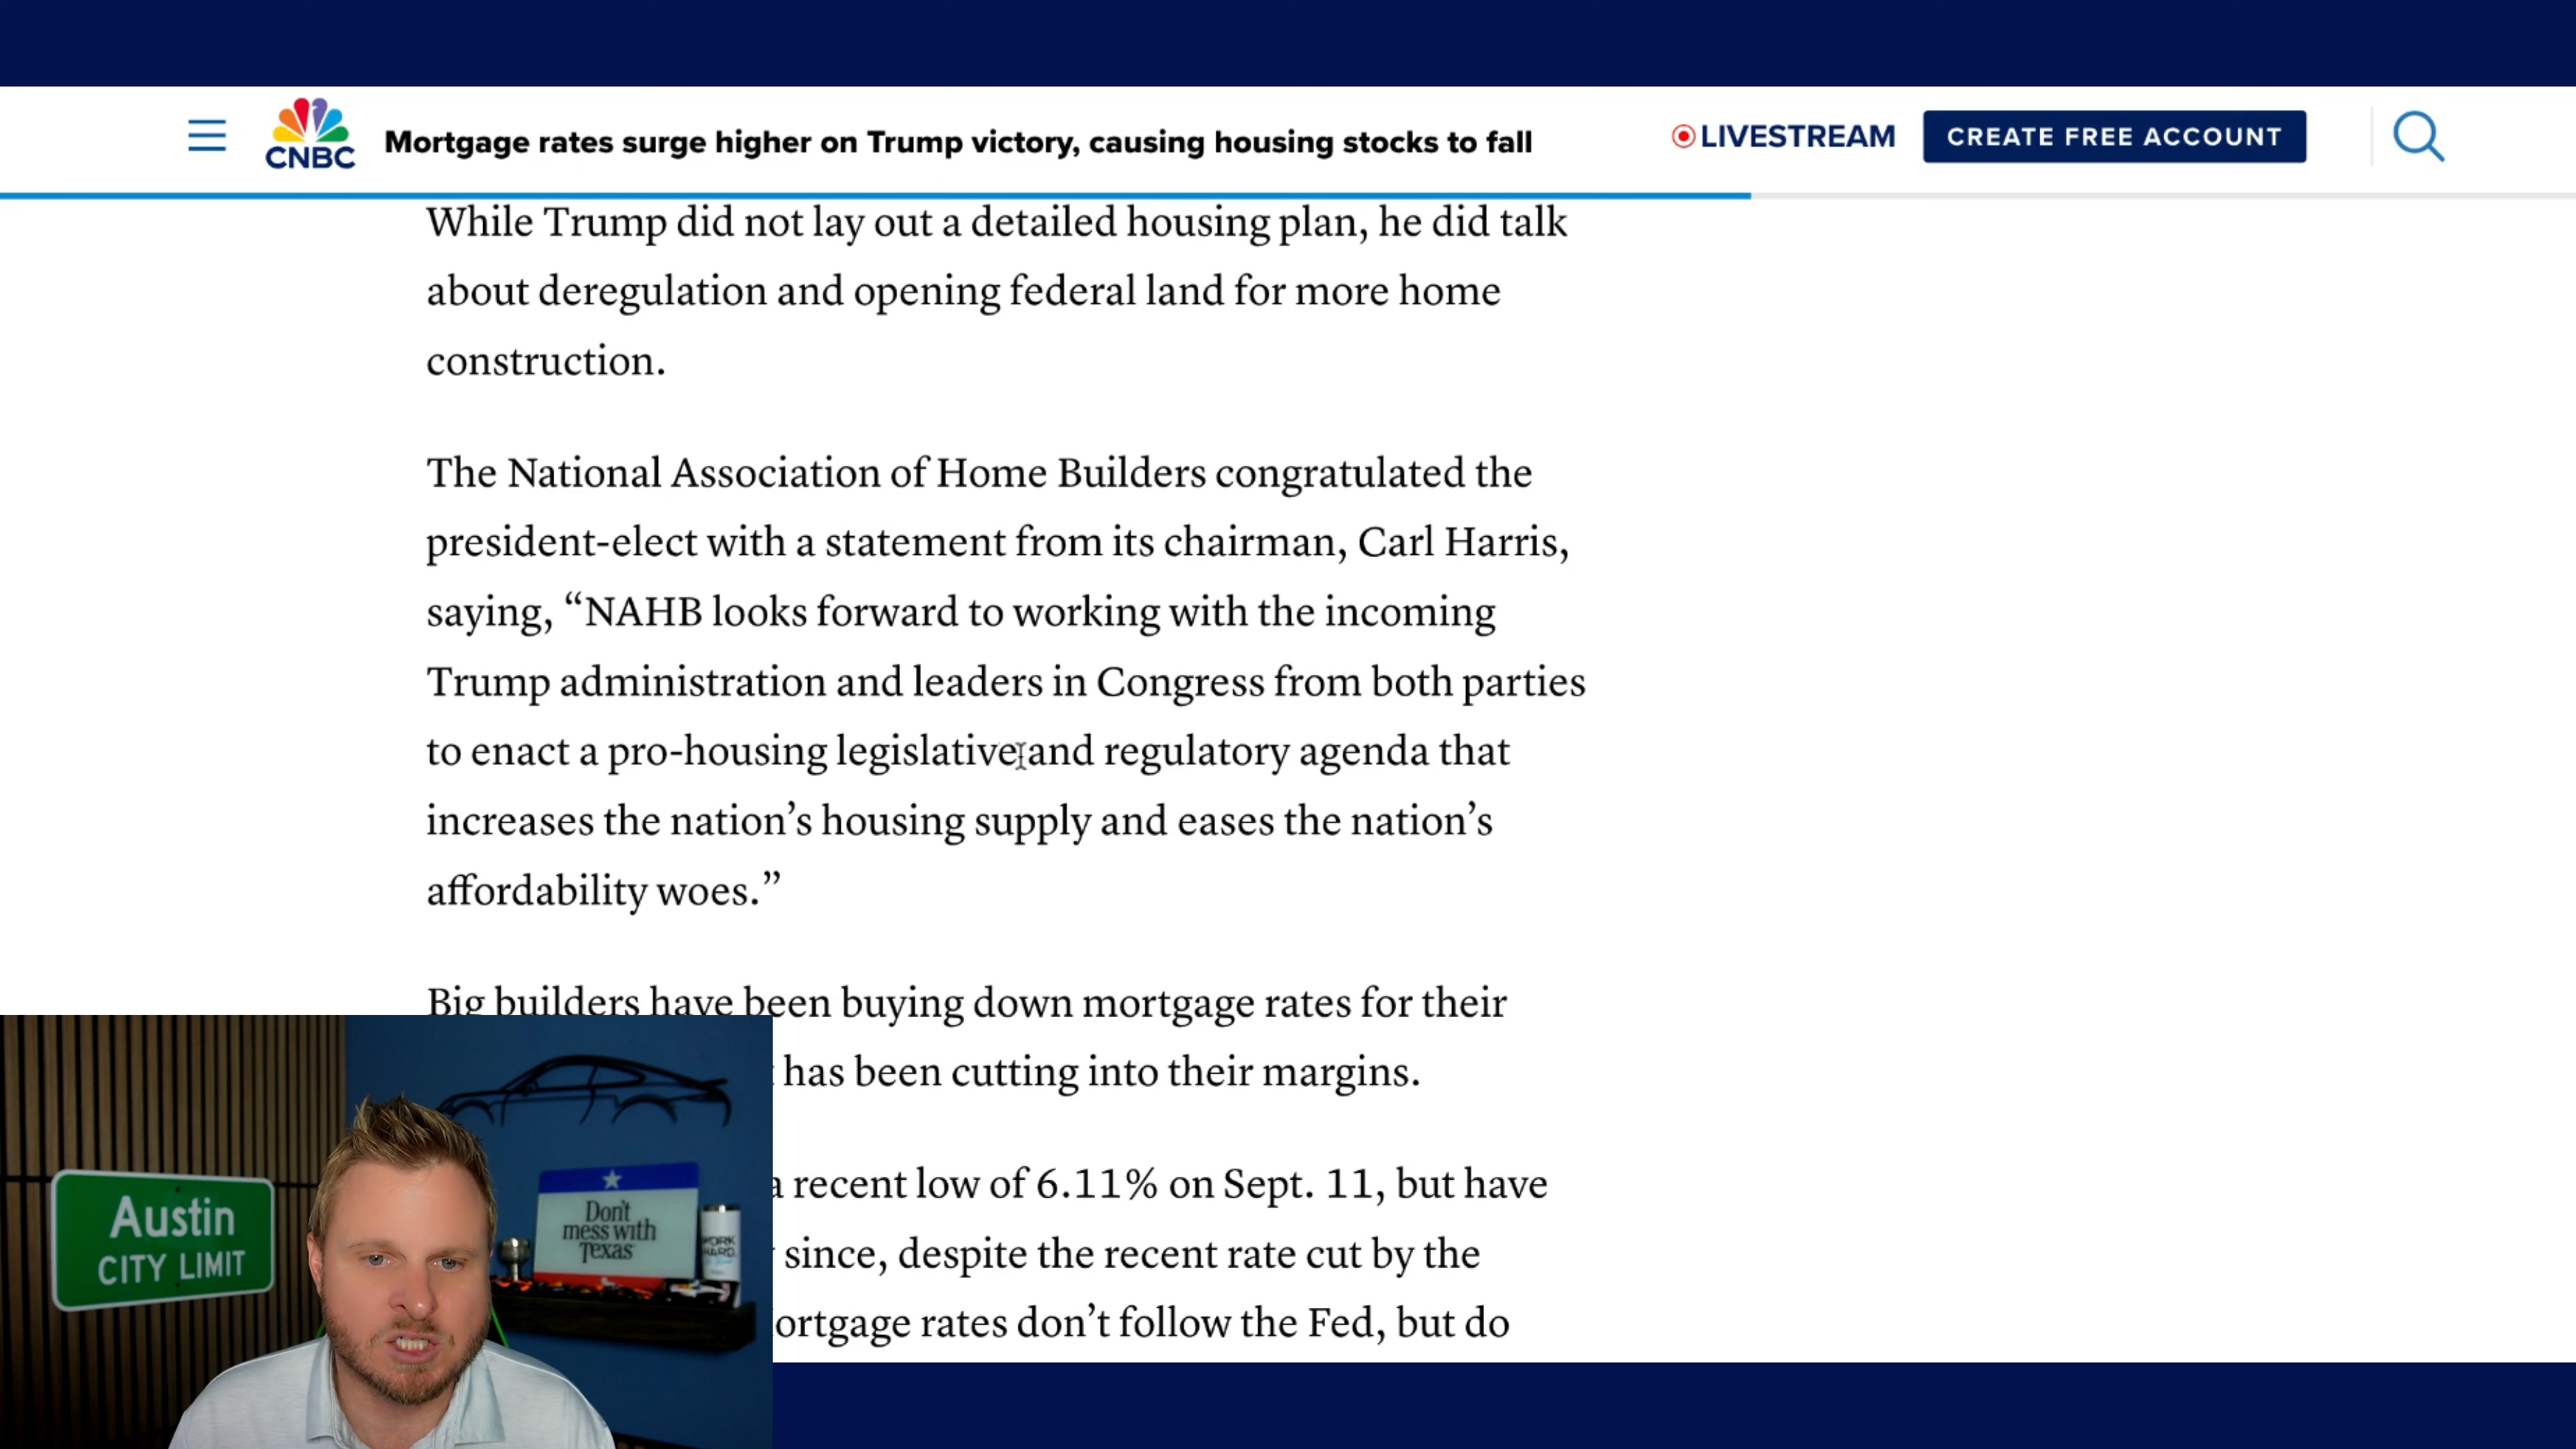 CNBC
Mortgage rates surge higher on Trump victory, causing housing stocks to fall
LIVESTREAM
CREATE FREE ACCOUNT
While Trump did not lay out a detailed housing plan, he did talk
about deregulation and opening federal land for more home
construction.
The National Association of Home Builders congratulated the
president-elect with a statement from its chairman, Carl Harris,
saying, “NAHB looks forward to working with the incoming
Trump administration and leaders in Congress from both parties
to enact a pro-housing legislative and regulatory agenda that
increases the nation’s housing supply and eases the nation’s
affordability woes.”
Big builders have been buying down mortgage rates for their
has been cutting into their margins.
a recent low of 6.11% on Sept. 11, but have
since, despite the recent rate cut by the
ortgage rates don’t follow the Fed, but do
Austin
CITY LIMIT
Don't
mess with
Texas
WORK
HARD